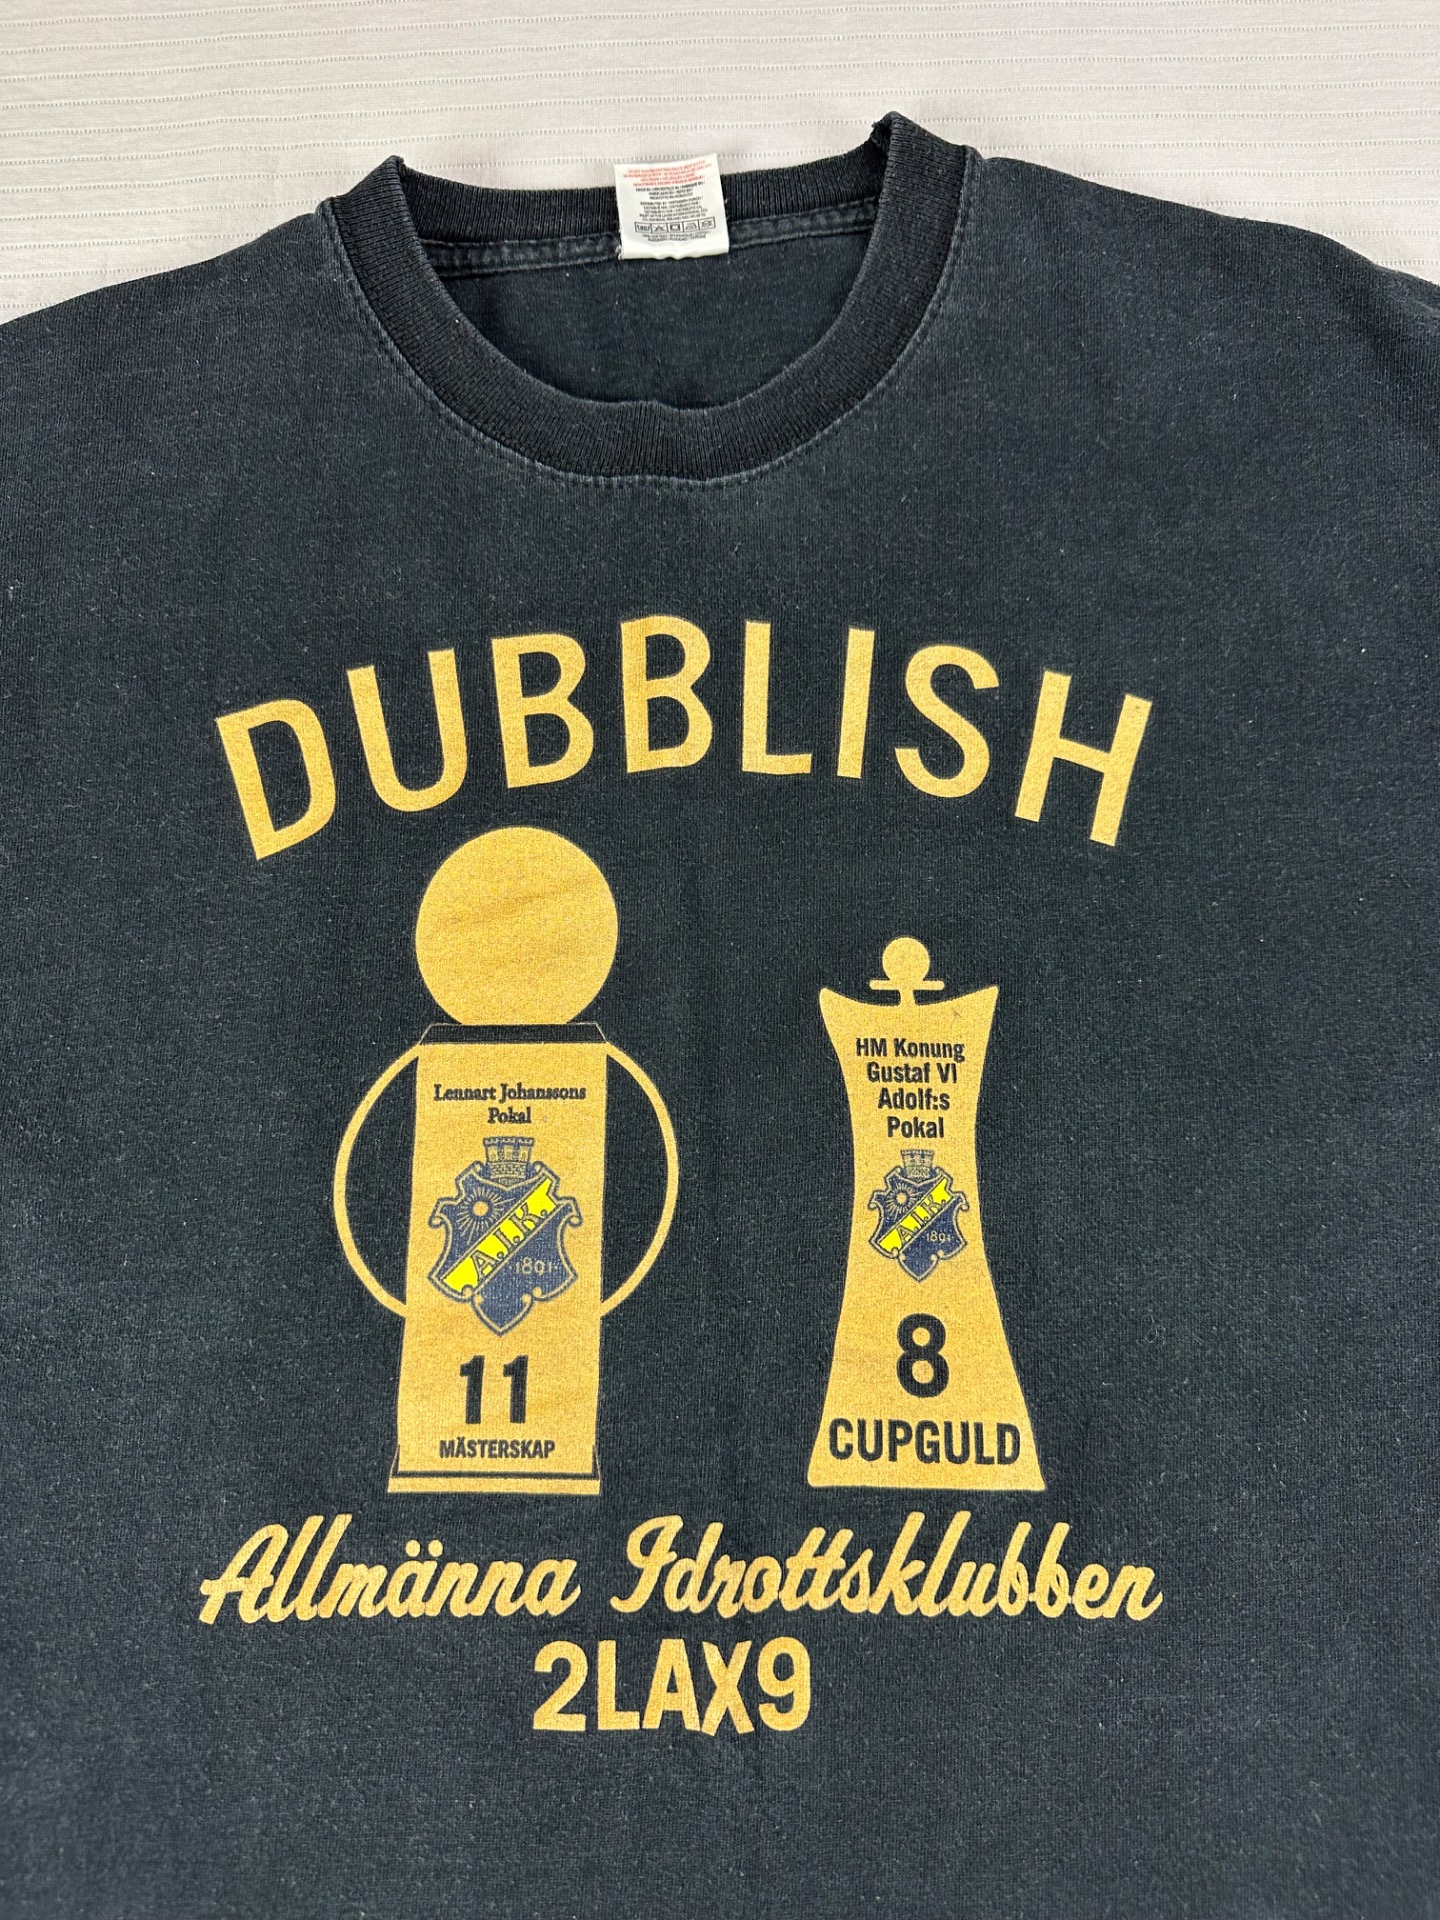 DUBBLISH
Lennart Johanssons
Pokal
A.I.K.
·1891·
11
MÄSTERSKAP
HM Konung
Gustaf VI
Adolf:s
Pokal
A.I.K.
·1891
8
CUPGULD
Allmänna Idrottsklubben
2LAX9